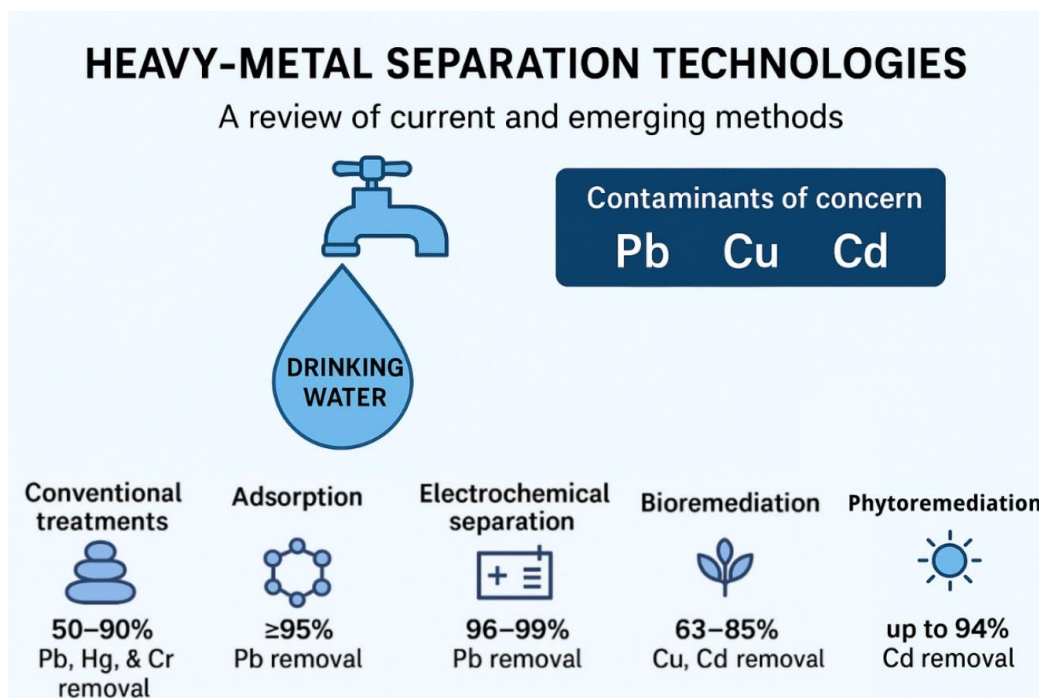 HEAVY-METAL SEPARATION TECHNOLOGIES
A review of current and emerging methods
Contaminants of concern
Pb Cu Cd
DRINKING
WATER
Conventional
treatments
50–90%
Pb, Hg, & Cr
removal
Adsorption
≥95%
Pb removal
Electrochemical
separation
96–99%
Pb removal
Bioremediation
63–85%
Cu, Cd removal
Phytoremediation
up to 94%
Cd removal